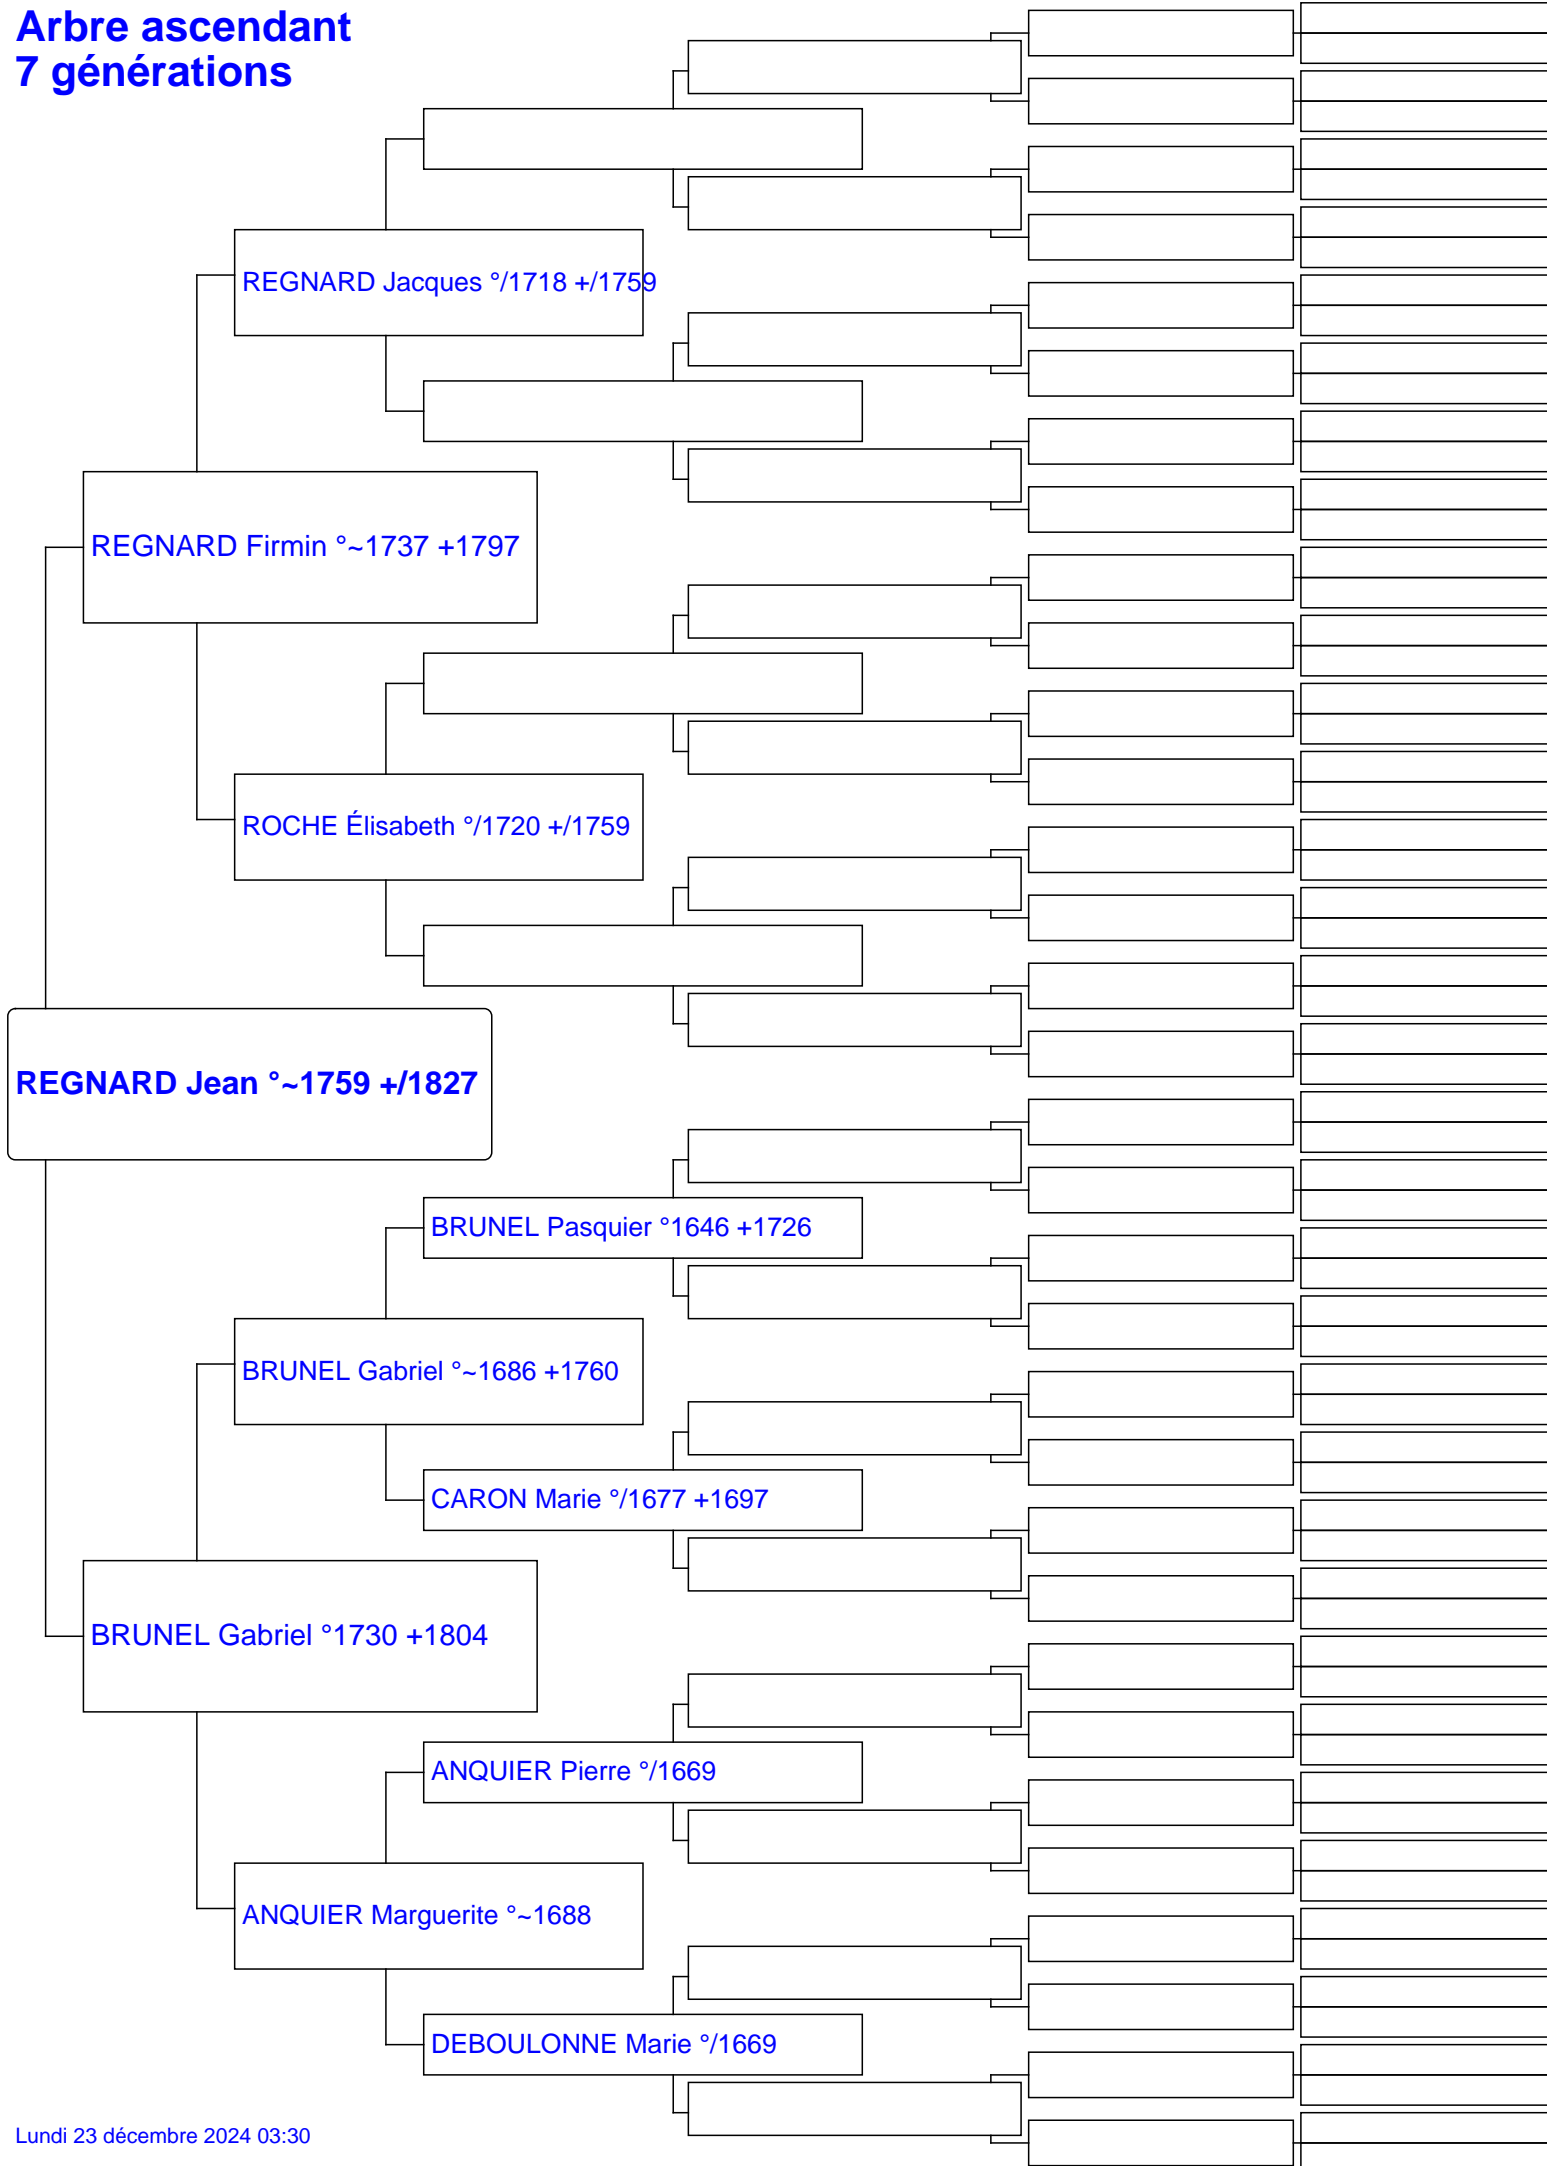 Arbre ascendant
7 générations
REGNARD Jacques °/1718 +/1759
REGNARD Firmin °~1737 +1797
ROCHE Élisabeth °/1720 +/1759
REGNARD Jean °~1759 +/1827
BRUNEL Pasquier °1646 +1726
BRUNEL Gabriel °~1686 +1760
CARON Marie °/1677 +1697
BRUNEL Gabriel °1730 +1804
ANQUIER Pierre °/1669
ANQUIER Marguerite °~1688
DEBOULONNE Marie °/1669
Lundi 23 décembre 2024 03:30